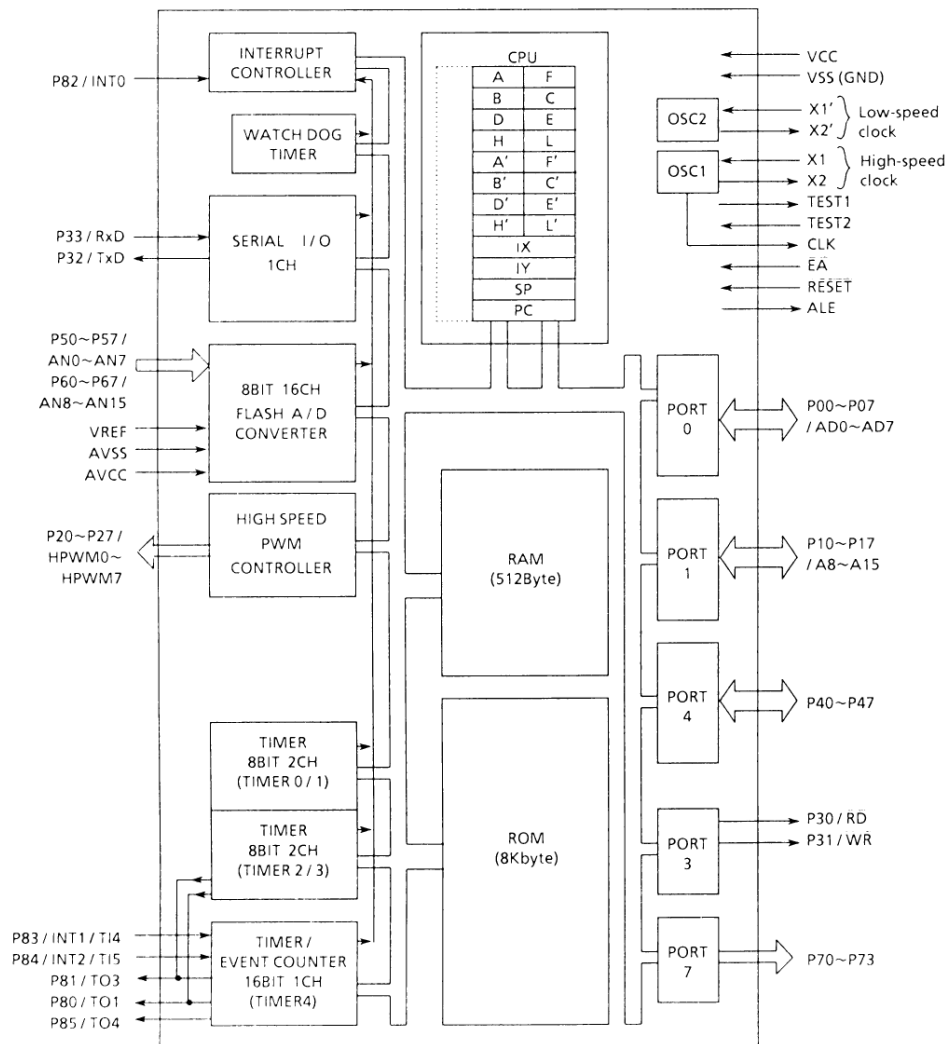 INTERRUPT
CONTROLLER
P82 / INT0
WATCH DOG
TIMER
P33 / RxD
P32 / TxD
SERIAL I / O
1CH
P50~P57 /
AN0~AN7
P60~P67 /
AN8~AN15
VREF
AVSS
AVCC
8BIT 16CH
FLASH A / D
CONVERTER
P20~P27 /
HPWM0~
HPWM7
HIGH SPEED
PWM
CONTROLLER
TIMER
8BIT 2CH
(TIMER 0 / 1)
TIMER
8BIT 2CH
(TIMER 2 / 3)
P83 / INT1 / TI4
P84 / INT2 / TI5
P81 / TO3
P80 / TO1
P85 / TO4
TIMER /
EVENT COUNTER
16BIT 1CH
(TIMER4)
CPU
A F
B C
D E
H L
A' F'
B' C'
D' E'
H' L'
IX
IY
SP
PC
RAM
(512Byte)
ROM
(8Kbyte)
VCC
VSS (GND)
OSC2
X1'
X2'
Low-speed
clock
OSC1
X1
X2
High-speed
clock
TEST1
TEST2
CLK
E̅A̅
R̅E̅S̅E̅T̅
ALE
PORT
0
P00~P07
/ AD0~AD7
PORT
1
P10~P17
/ A8~A15
PORT
4
P40~P47
PORT
3
P30 / R̅D̅
P31 / W̅R̅
PORT
7
P70~P73